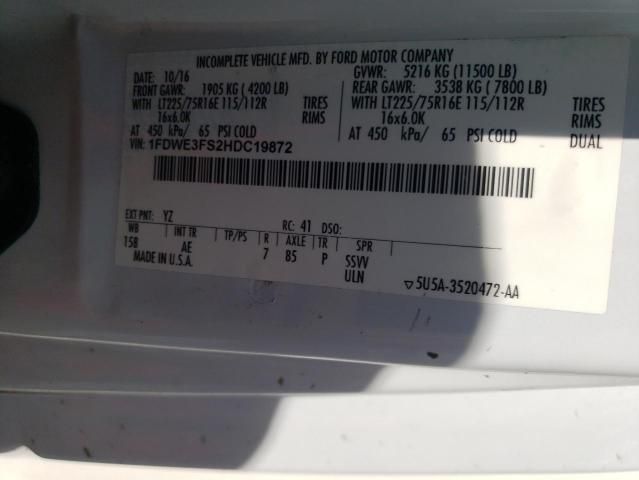 INCOMPLETE VEHICLE MFD. BY FORD MOTOR COMPANY
DATE: 10/16 GVWR: 5216 KG (11500 LB)
FRONT GAWR: 1905 KG (4200 LB) REAR GAWR: 3538 KG (7800 LB)
WITH LT225/75R16E 115/112R TIRES WITH LT225/75R16E 115/112R TIRES
16x6.0K RIMS 16x6.0K RIMS
AT 450 kPa/ 65 PSI COLD AT 450 kPa/ 65 PSI COLD DUAL
VIN: 1FDWE3FS2HDC19872
EXT PNT: YZ RC: 41 DSO:
WB INT TR TP/PS R AXLE TR SPR
158 AE 7 85 P SSVV
MADE IN U.S.A. ULN
▽5U5A-3520472-AA